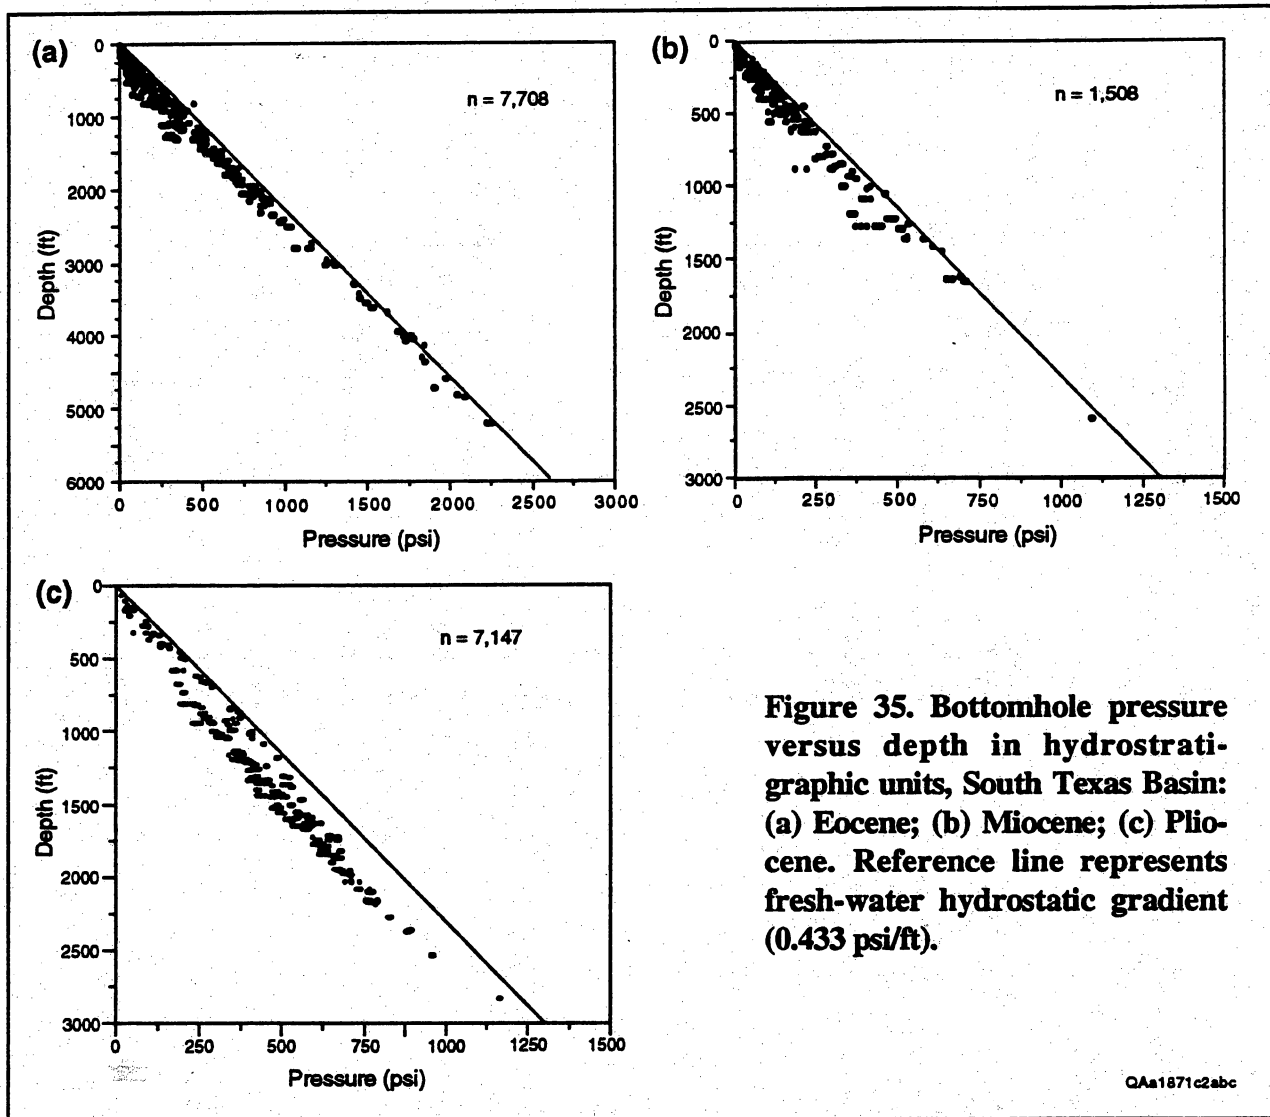 (a)
n = 7,708
0
1000
2000
3000
4000
5000
6000
Depth (ft)
0 500 1000 1500 2000 2500 3000
Pressure (psi)
(b)
n = 1,508
0
500
1000
1500
2000
2500
3000
Depth (ft)
0 250 500 750 1000 1250 1500
Pressure (psi)
(c)
n = 7,147
0
500
1000
1500
2000
2500
3000
Depth (ft)
0 250 500 750 1000 1250 1500
Pressure (psi)
Figure 35. Bottomhole pressure
versus depth in hydrostrati-
graphic units, South Texas Basin:
(a) Eocene; (b) Miocene; (c) Plio-
cene. Reference line represents
fresh-water hydrostatic gradient
(0.433 psi/ft).
QAa1871c2abc